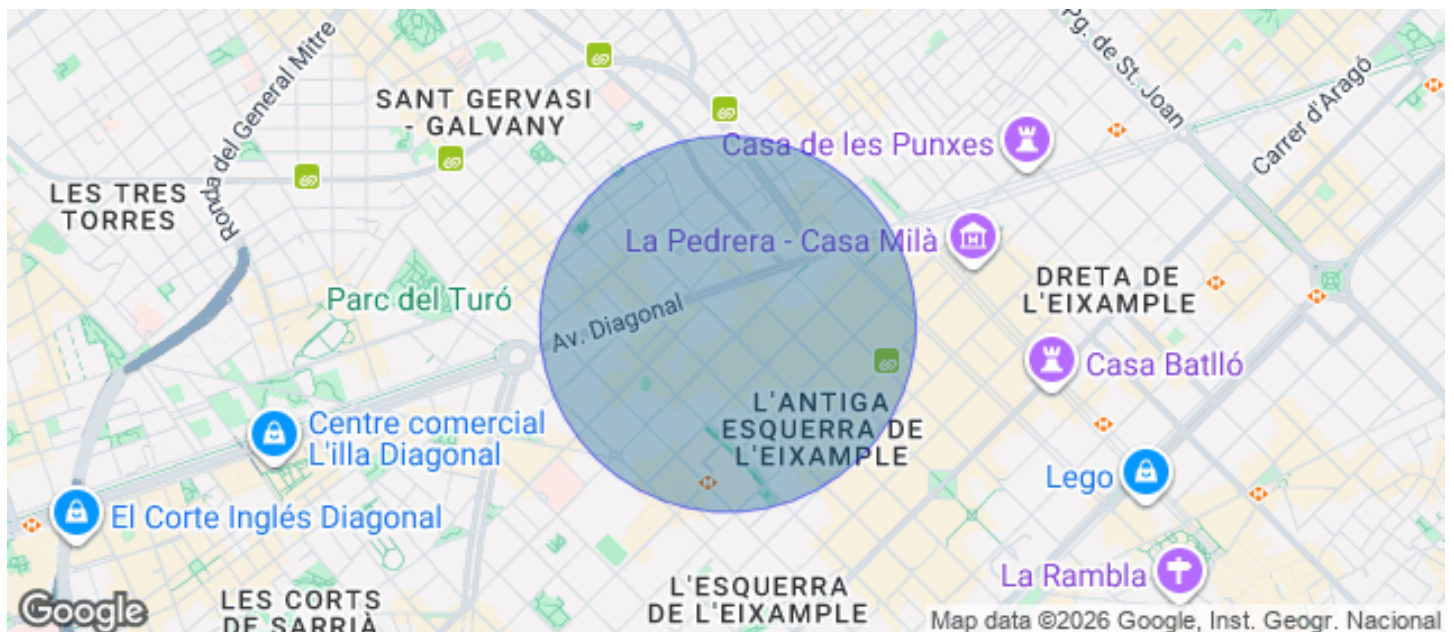 Ronda del General Mitre
SANT GERVASI
- GALVANY
Pg. de St. Joan
Carrer d'Aragó
Casa de les Punxes
LES TRES
TORRES
La Pedrera - Casa Milà
DRETA DE
L'EIXAMPLE
Parc del Turó
Av. Diagonal
Casa Batlló
L'ANTIGA
ESQUERRA DE
L'EIXAMPLE
Centre comercial
L'illa Diagonal
Lego
El Corte Inglés Diagonal
La Rambla
L'ESQUERRA
DE L'EIXAMPLE
LES CORTS
DE SARRIÀ
Google
Map data ©2026 Google, Inst. Geogr. Nacional